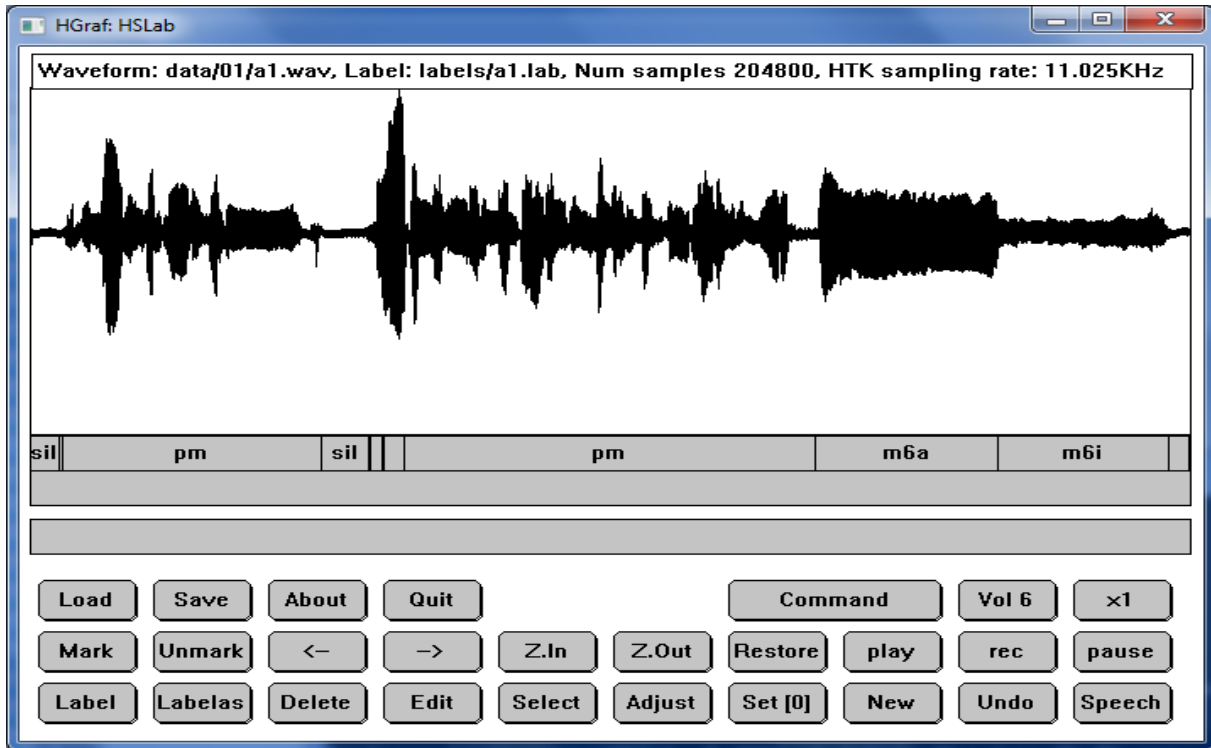 HGraf: HSLab
Waveform: data/01/a1.wav, Label: labels/a1.lab, Num samples 204800, HTK sampling rate: 11.025KHz
sil pm sil pm m6a m6i
Load Save About Quit Command Vol 6 x1
Mark Unmark <- -> Z.In Z.Out Restore play rec pause
Label Labelas Delete Edit Select Adjust Set [0] New Undo Speech